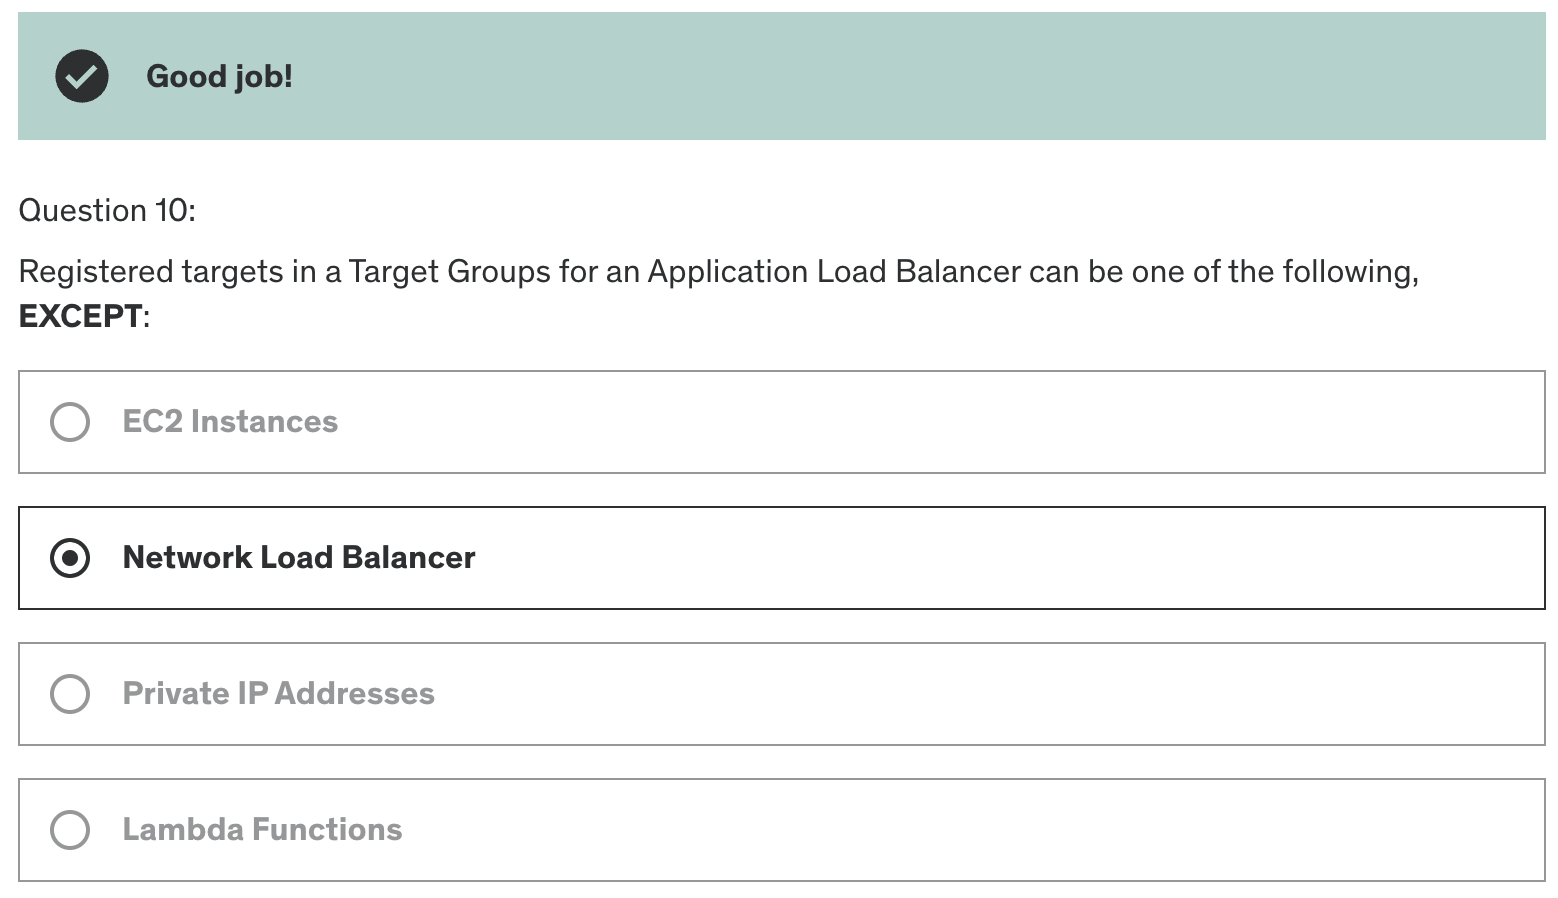 Good job!
Question 10:
Registered targets in a Target Groups for an Application Load Balancer can be one of the following,
EXCEPT:
EC2 Instances
Network Load Balancer
Private IP Addresses
Lambda Functions